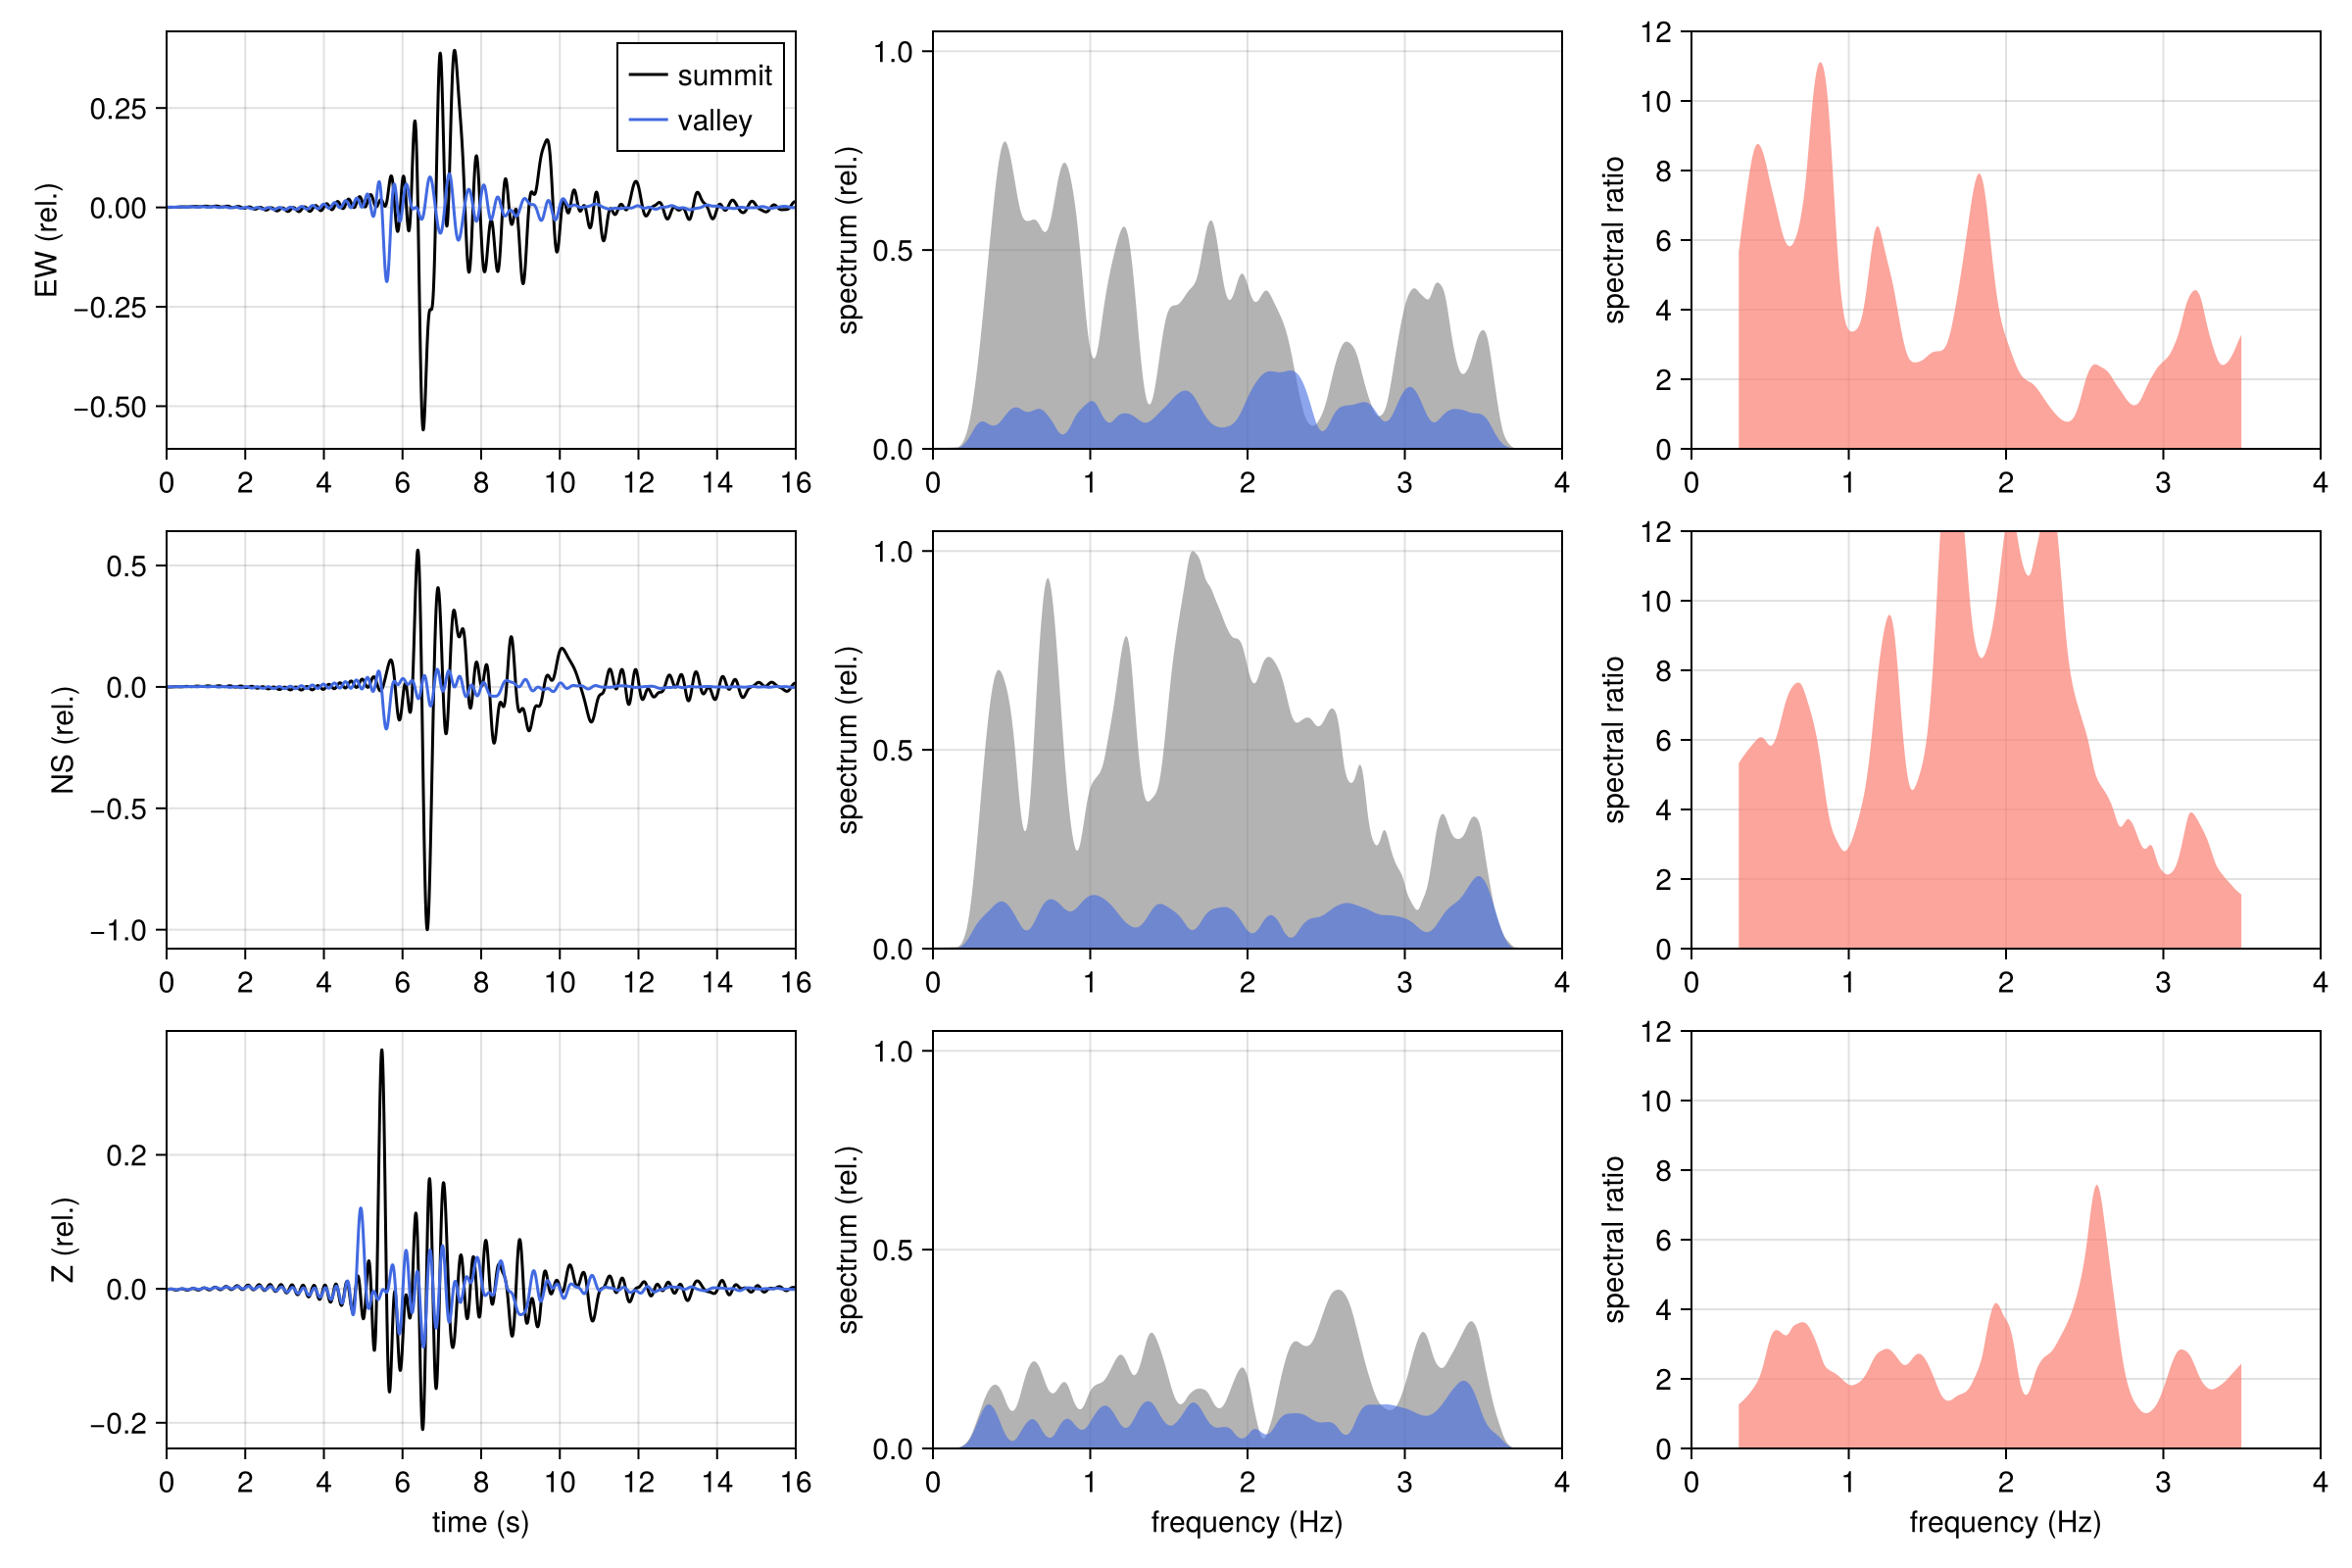 EW (rel.)
0.25
0.00
−0.25
−0.50
summit
valley
0 2 4 6 8 10 12 14 16
spectrum (rel.)
1.0
0.5
0.0
0 1 2 3 4
spectral ratio
12
10
8
6
4
2
0
0 1 2 3 4
NS (rel.)
0.5
0.0
−0.5
−1.0
0 2 4 6 8 10 12 14 16
spectrum (rel.)
1.0
0.5
0.0
0 1 2 3 4
spectral ratio
12
10
8
6
4
2
0
0 1 2 3 4
Z (rel.)
0.2
0.0
−0.2
0 2 4 6 8 10 12 14 16
time (s)
spectrum (rel.)
1.0
0.5
0.0
0 1 2 3 4
frequency (Hz)
spectral ratio
12
10
8
6
4
2
0
0 1 2 3 4
frequency (Hz)